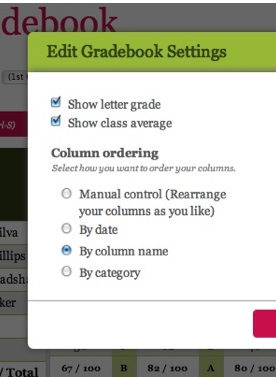 debook
Edit Gradebook Settings
(1st
Show letter grade
Show class average
Column ordering
Select how you want to order your columns.
Manual control (Rearrange
your columns as you like)
By date
By column name
By category
ilva
illips
adsh
ker
/ Total 67 / 100 B 82 / 100 A 80 / 100